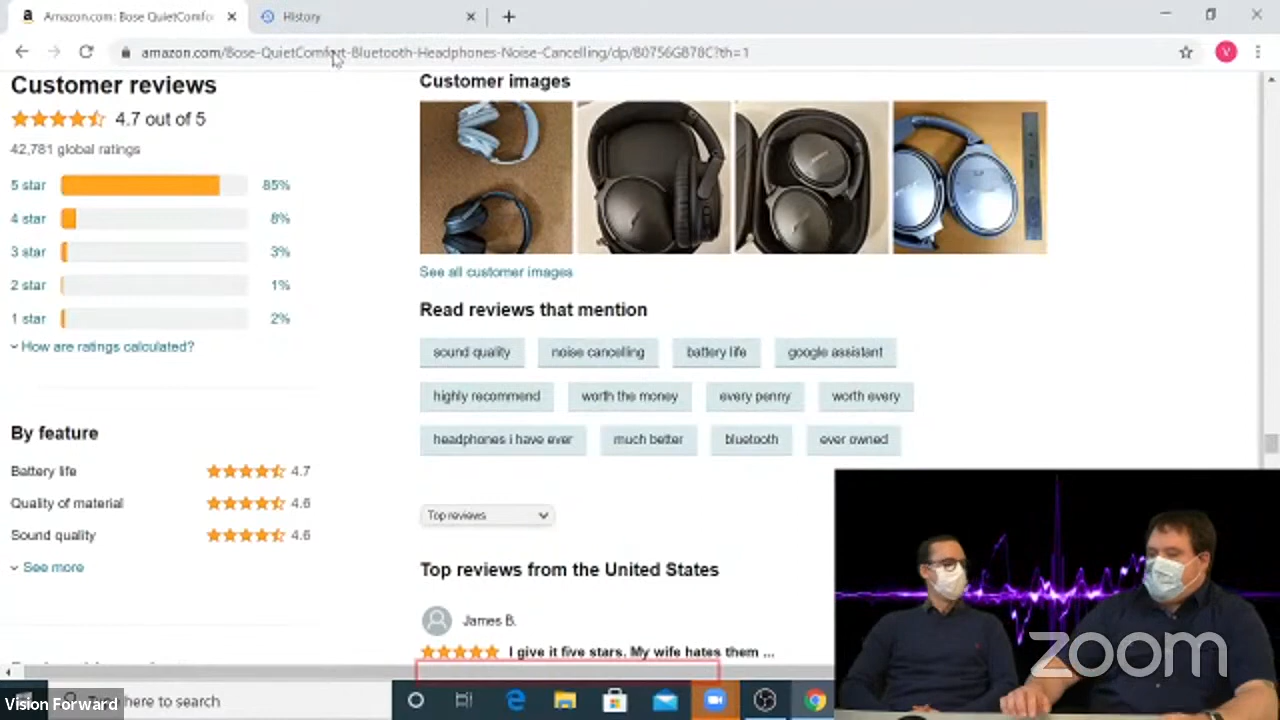 a Amazon.com: Bose QuietComfo
History
amazon.com/Bose-QuietComfort-Bluetooth-Headphones-Noise-Cancelling/dp/B0756GB78C?th=1
V
Customer reviews
4.7 out of 5
42,781 global ratings
5 star 85%
4 star 8%
3 star 3%
2 star 1%
1 star 2%
How are ratings calculated?
By feature
Battery life 4.7
Quality of material 4.6
Sound quality 4.6
See more
Customer images
See all customer images
Read reviews that mention
sound quality noise cancelling battery life google assistant
highly recommend worth the money every penny worth every
headphones i have ever much better bluetooth ever owned
Top reviews
Top reviews from the United States
James B.
I give it five stars. My wife hates them ...
here to search
Vision Forward
zoom